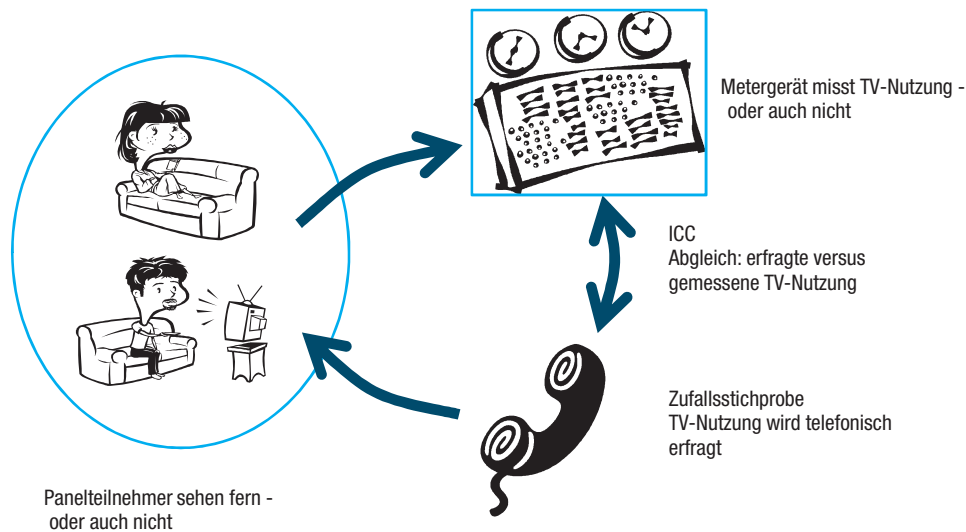 Metergerät misst TV-Nutzung -
oder auch nicht
ICC
Abgleich: erfragte versus
gemessene TV-Nutzung
Zufallsstichprobe
TV-Nutzung wird telefonisch
erfragt
Panelteilnehmer sehen fern -
oder auch nicht